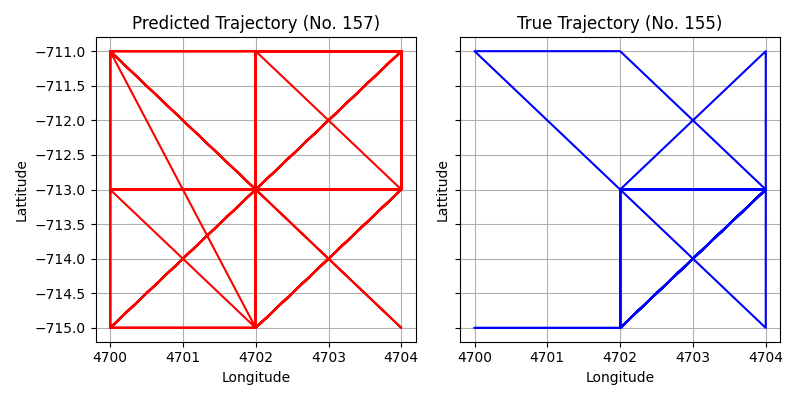 Predicted Trajectory (No. 157)
True Trajectory (No. 155)
Lattitude
−711.0
−711.5
−712.0
−712.5
−713.0
−713.5
−714.0
−714.5
−715.0
4700 4701 4702 4703 4704
Longitude
Lattitude
4700 4701 4702 4703 4704
Longitude